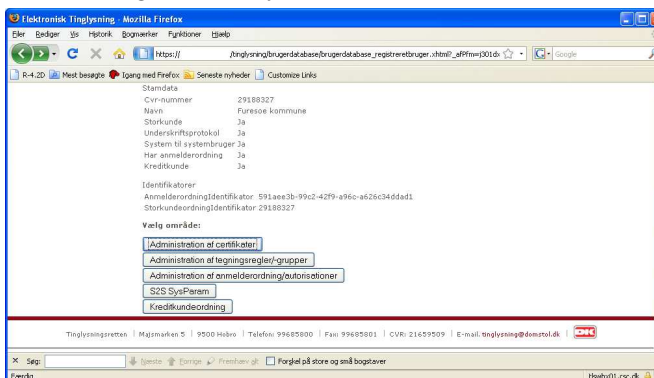 Elektronisk Tinglysning - Mozilla Firefox
Filer Rediger Vis Historik Bogmærker Funktioner Hjælp
https:// /tinglysning/brugerdatabase/brugerdatabase_registreretbruger.xhtml?_afPfm=j301dx Google
R-4.2D Mest besøgte Igang med Firefox Seneste nyheder Customize Links
Stamdata
Cvr-nummer 29188327
Navn Furesoe kommune
Storkunde Ja
Underskriftsprotokol Ja
System til systembruger Ja
Har anmelderordning Ja
Kreditkunde Ja
Identifikatorer
AnmelderordningIdentifikator 591aee3b-99c2-42f9-a96c-a626c34ddad1
StorkundeordningIdentifikator 29188327
Vælg område:
Administration af certifikater
Administration af tegningsregler/-grupper
Administration af anmelderordning/autorisationer
S2S SysParam
Kreditkundeordning
Tinglysningsretten | Majsmarken 5 | 9500 Hobro | Telefon: 99685800 | Fax: 99685801 | CVR: 21659509 | E-mail. tinglysning@domstol.dk |
× Søg: Næste Forrige Fremhæv alt Forskel på store og små bogstaver
Færdig